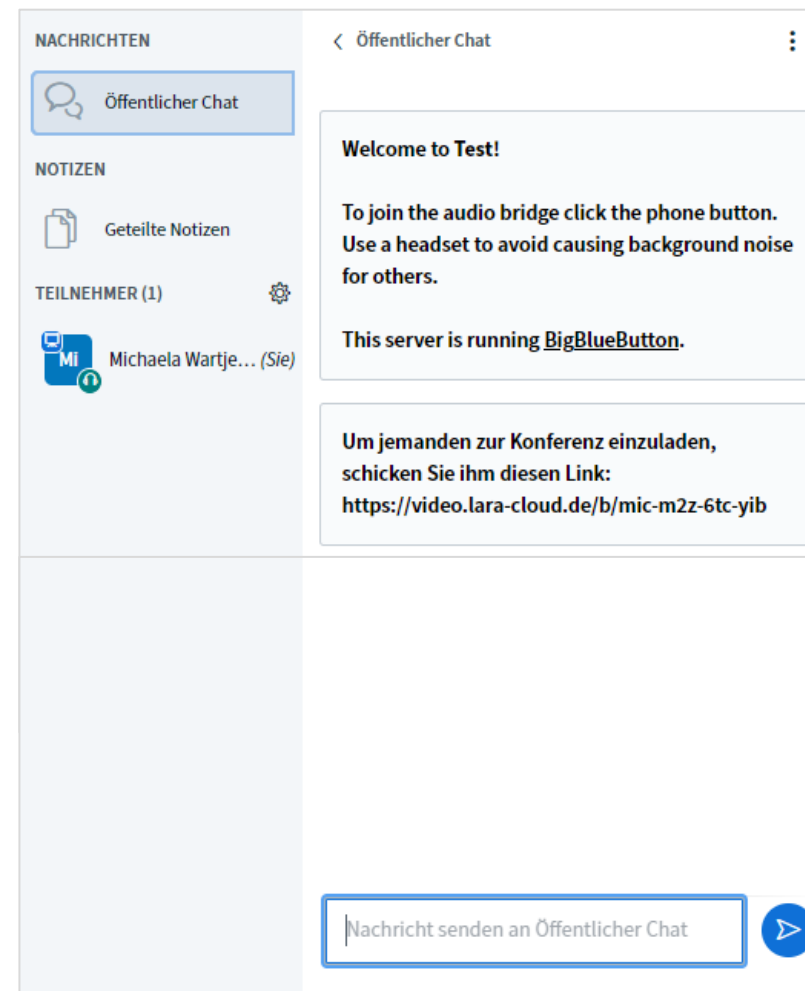 NACHRICHTEN
Öffentlicher Chat
NOTIZEN
Geteilte Notizen
TEILNEHMER (1)
Mi
Michaela Wartje... (Sie)
Öffentlicher Chat
Welcome to Test!
To join the audio bridge click the phone button.
Use a headset to avoid causing background noise
for others.
This server is running BigBlueButton.
Um jemanden zur Konferenz einzuladen,
schicken Sie ihm diesen Link:
https://video.lara-cloud.de/b/mic-m2z-6tc-yib
Nachricht senden an Öffentlicher Chat